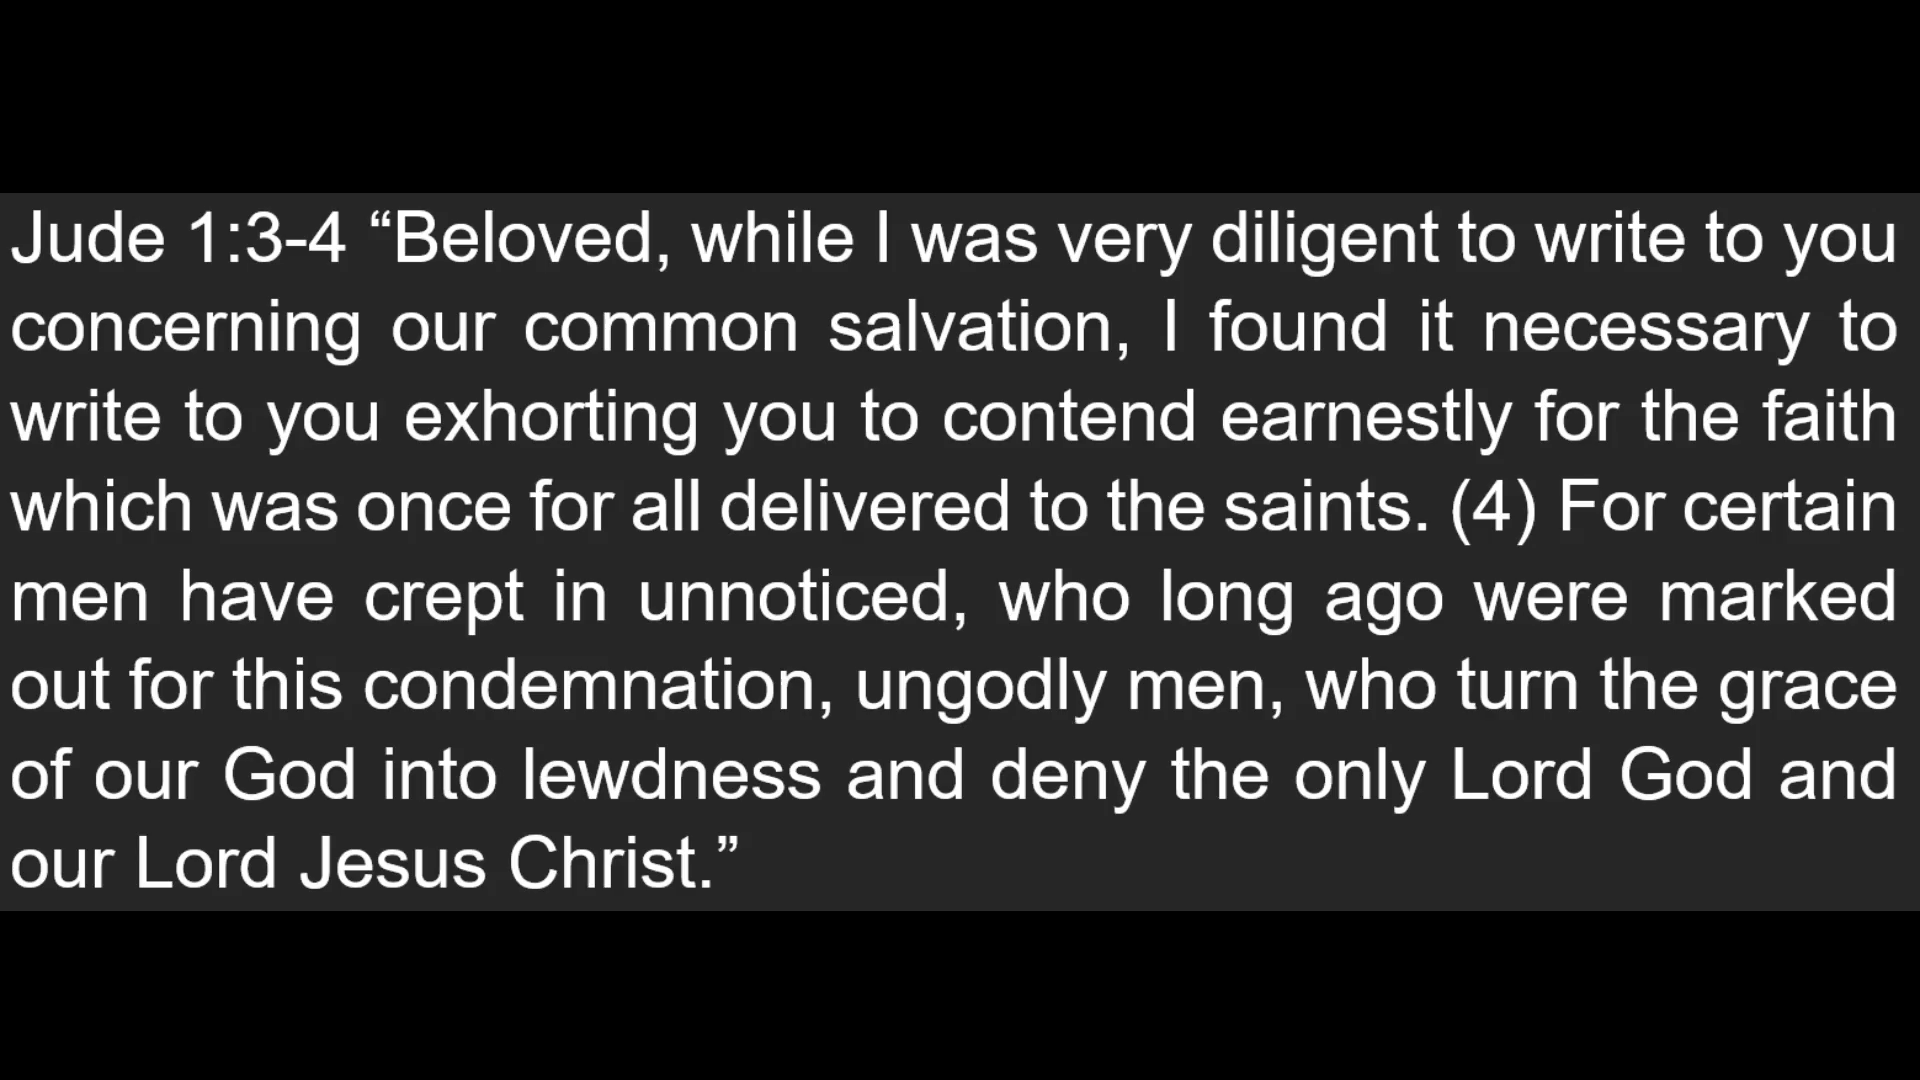 Jude 1:3-4 “Beloved, while I was very diligent to write to you
concerning our common salvation, I found it necessary to
write to you exhorting you to contend earnestly for the faith
which was once for all delivered to the saints. (4) For certain
men have crept in unnoticed, who long ago were marked
out for this condemnation, ungodly men, who turn the grace
of our God into lewdness and deny the only Lord God and
our Lord Jesus Christ.”